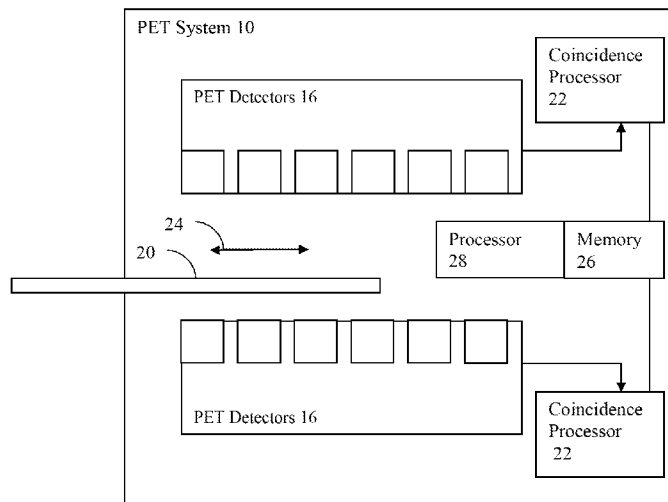 PET System 10
Coincidence
Processor
22
PET Detectors 16
24
20
Processor
28
Memory
26
PET Detectors 16
Coincidence
Processor
22